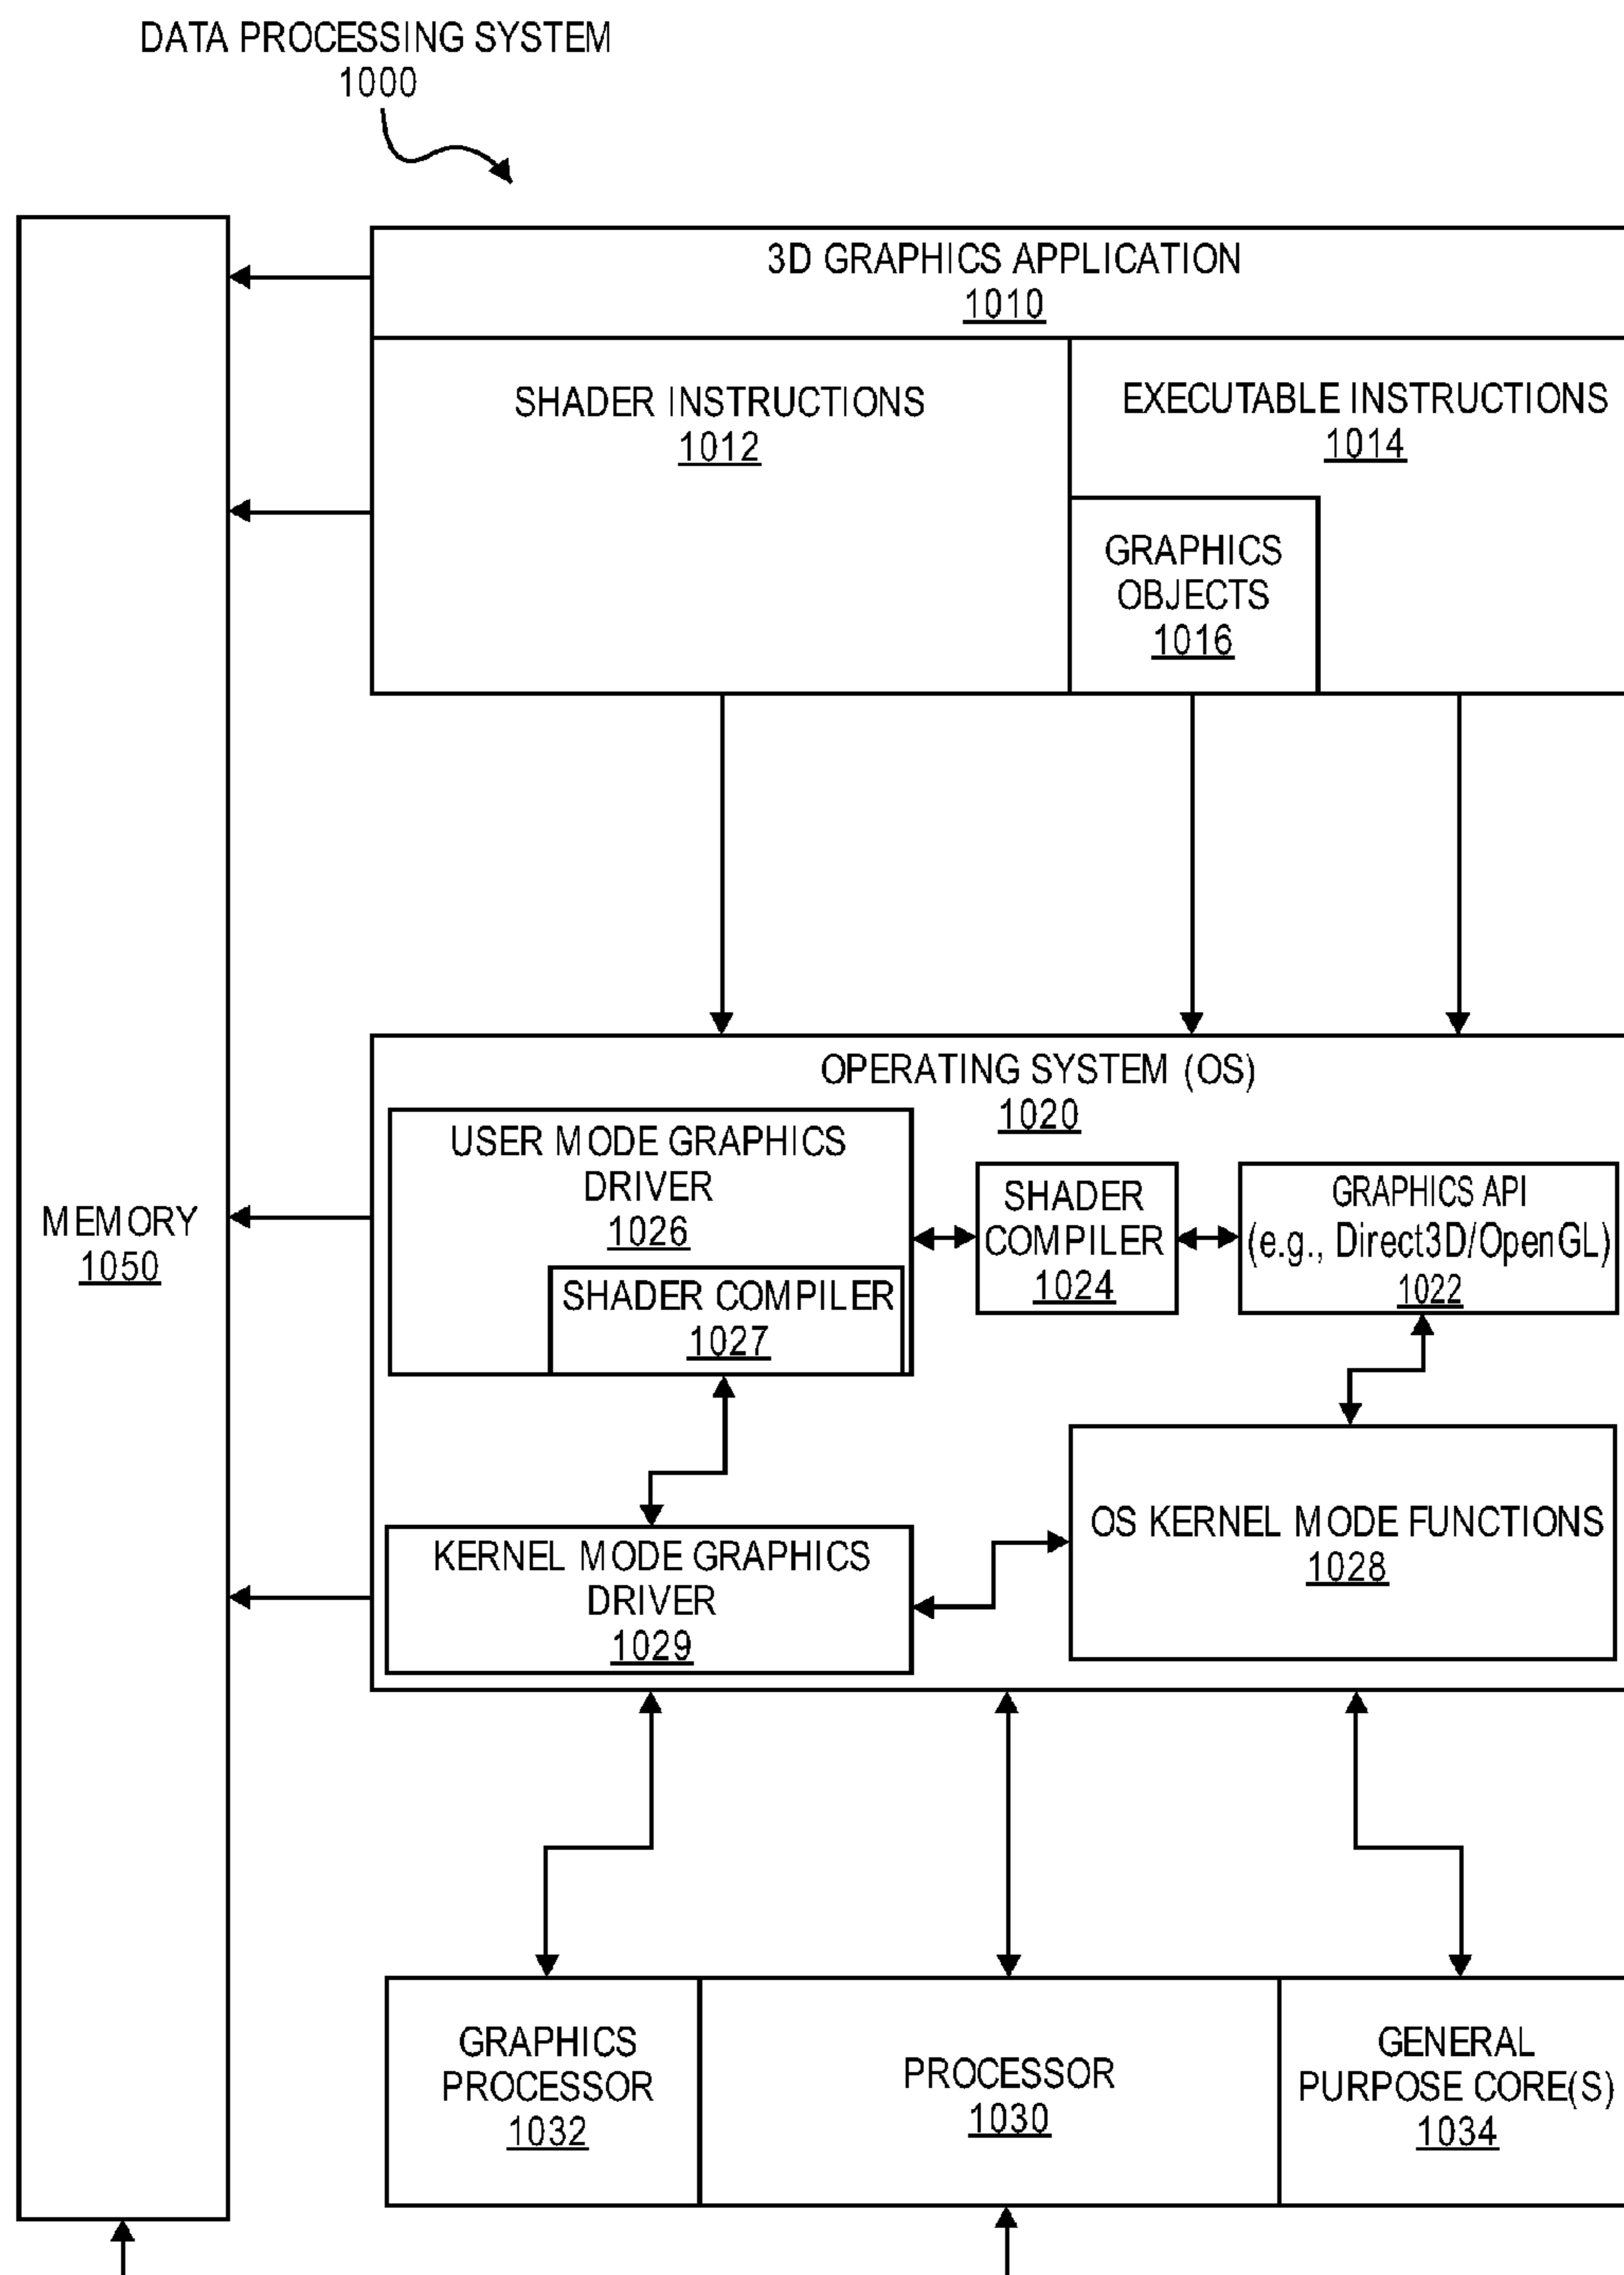 DATA PROCESSING SYSTEM
1000
3D GRAPHICS APPLICATION
1010
SHADER INSTRUCTIONS
1012
EXECUTABLE INSTRUCTIONS
1014
GRAPHICS
OBJECTS
1016
OPERATING SYSTEM (OS)
1020
USER MODE GRAPHICS
DRIVER
1026
SHADER COMPILER
1027
SHADER
COMPILER
1024
GRAPHICS API
(e.g., Direct3D/OpenGL)
1022
MEMORY
1050
KERNEL MODE GRAPHICS
DRIVER
1029
OS KERNEL MODE FUNCTIONS
1028
GRAPHICS
PROCESSOR
1032
PROCESSOR
1030
GENERAL
PURPOSE CORE(S)
1034